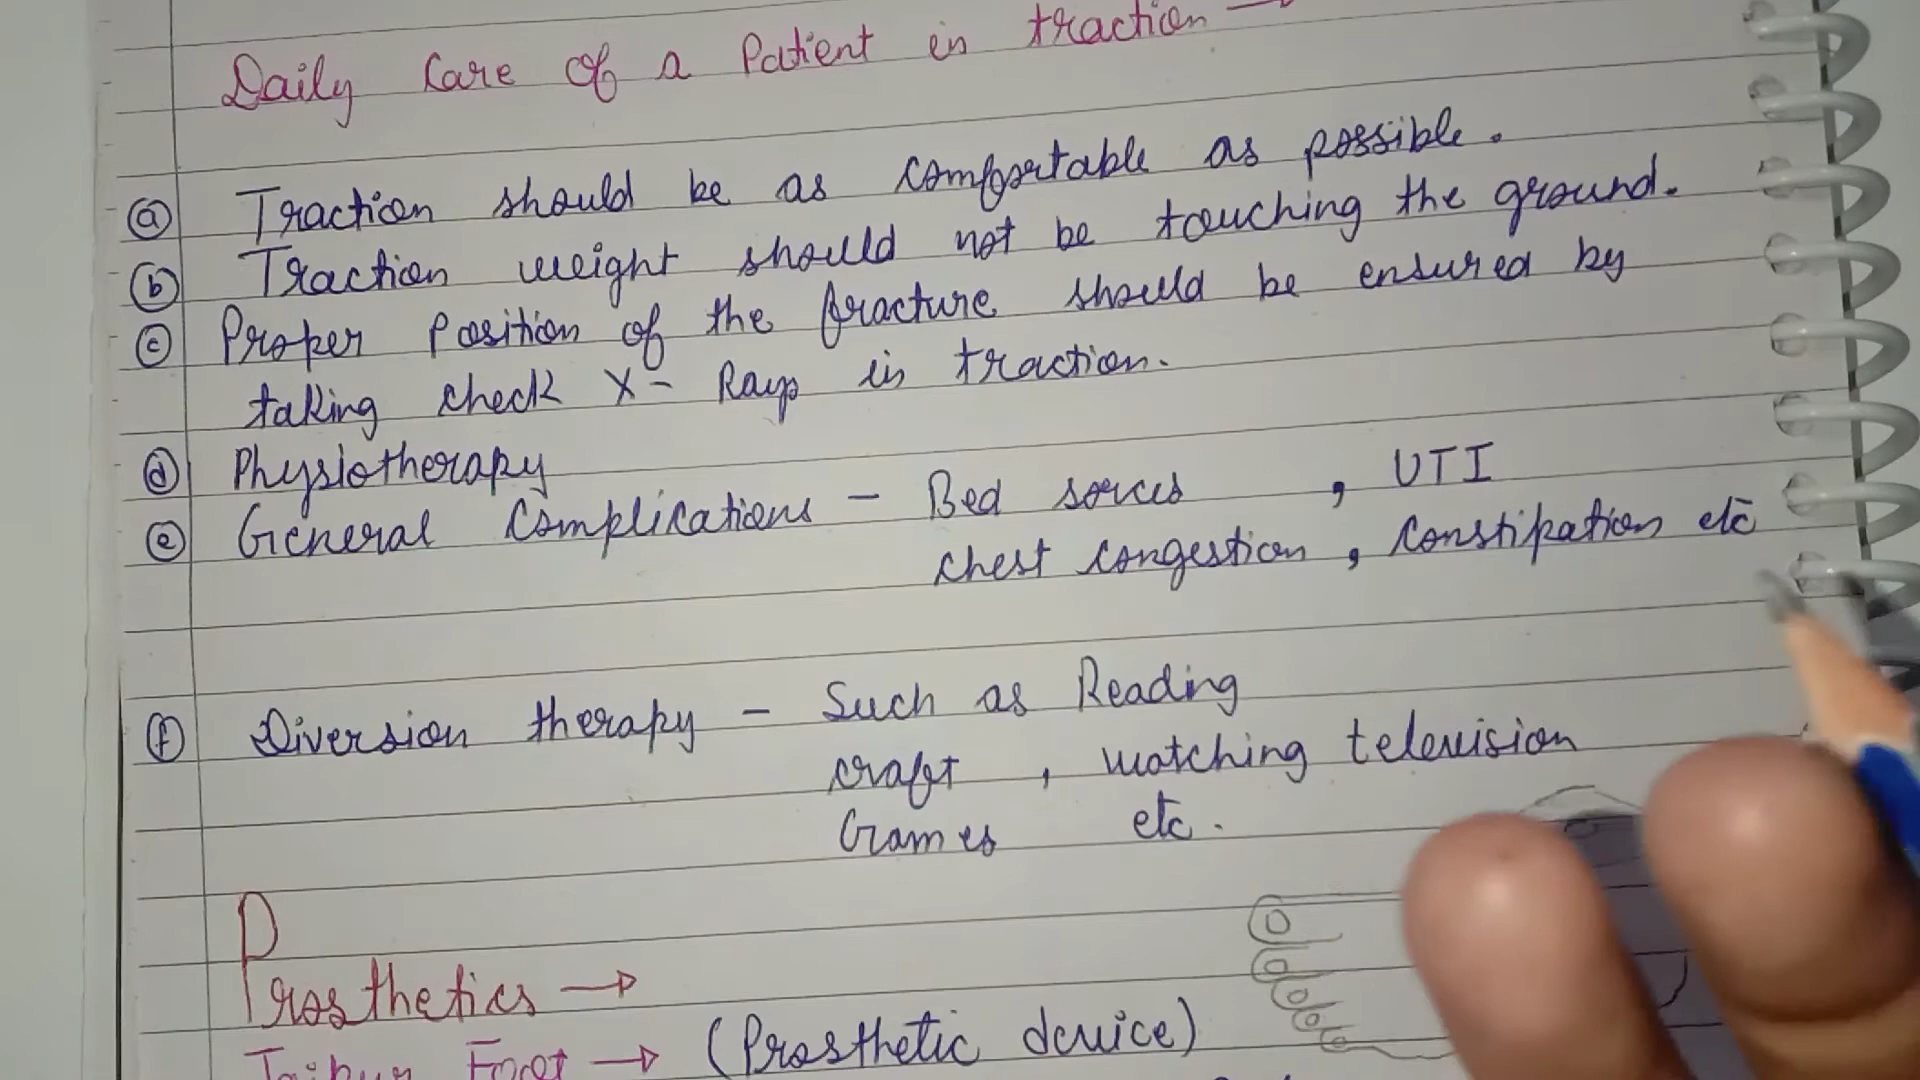 Daily Care of a Patient in traction →
(a) Traction should be as comfortable as possible.
(b) Traction weight should not be touching the ground.
(c) Proper Position of the fracture should be ensured by
taking check X- Rays in traction.
(d) Physiotherapy
(e) General Complications - Bed sores , UTI
chest congestion , constipation etc
(f) Diversion therapy - Such as Reading
craft , watching television
Games etc.
Prosthetics →
Jaipur Foot → (Prosthetic device)